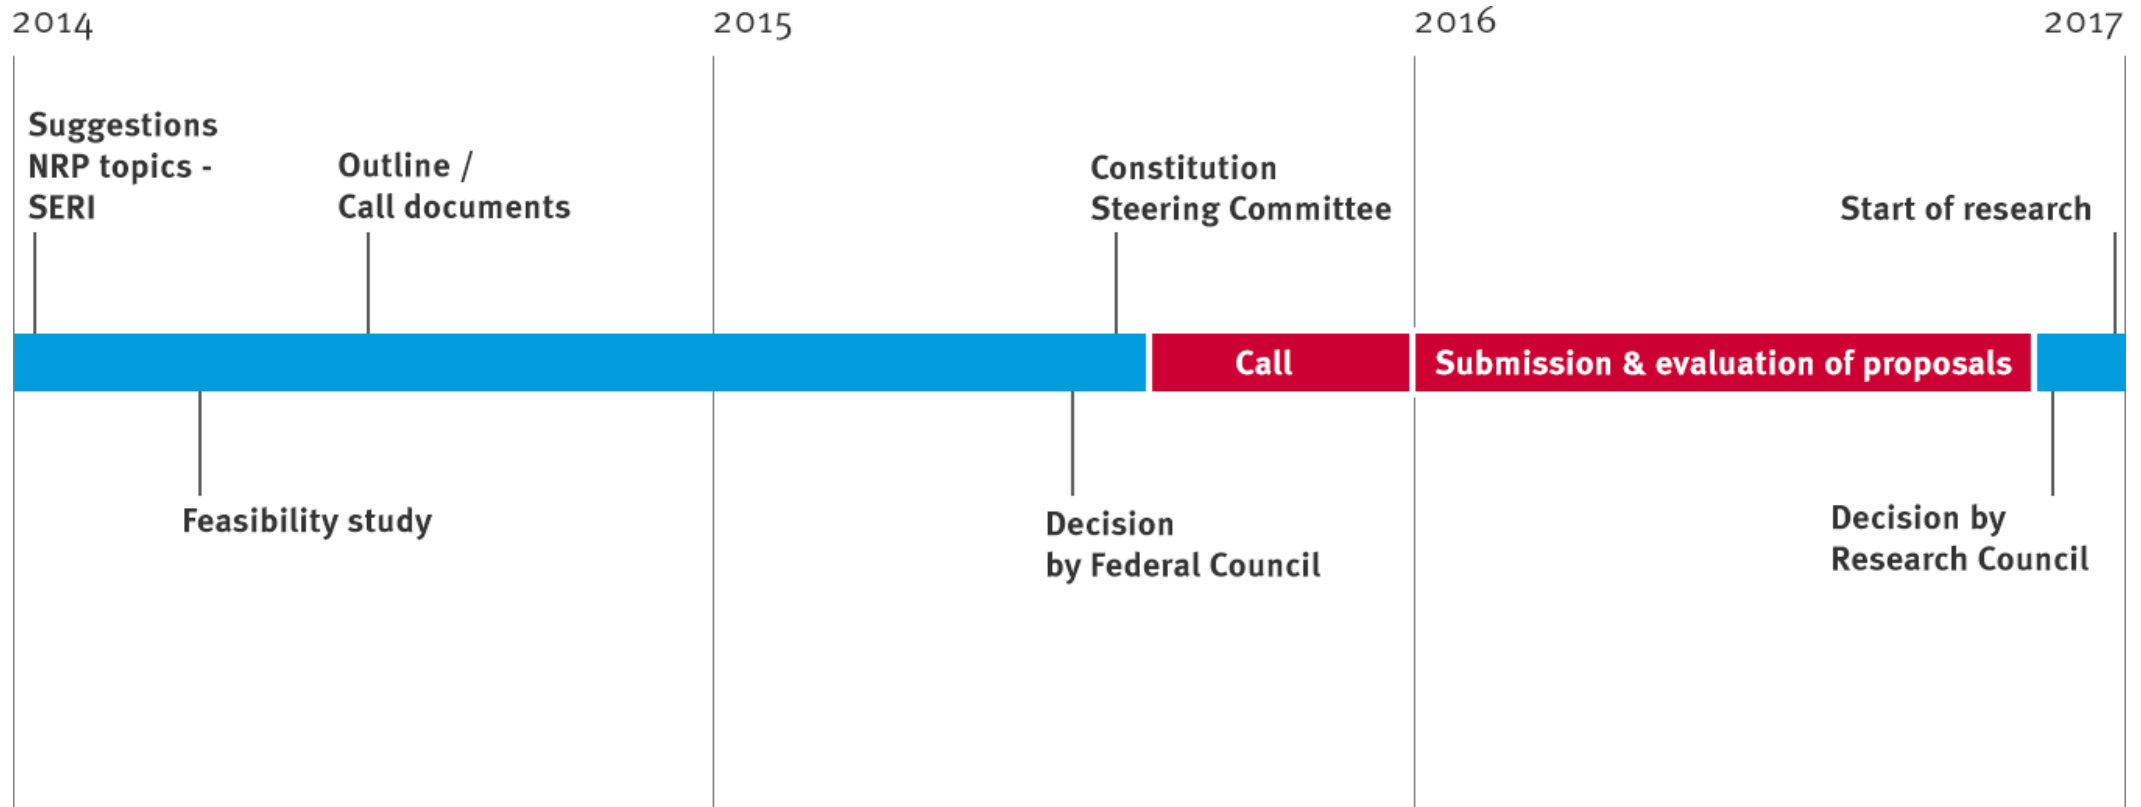 2014
2015
2016
2017
Suggestions
NRP topics -
SERI
Outline /
Call documents
Constitution
Steering Committee
Start of research
Call
Submission & evaluation of proposals
Feasibility study
Decision
by Federal Council
Decision by
Research Council